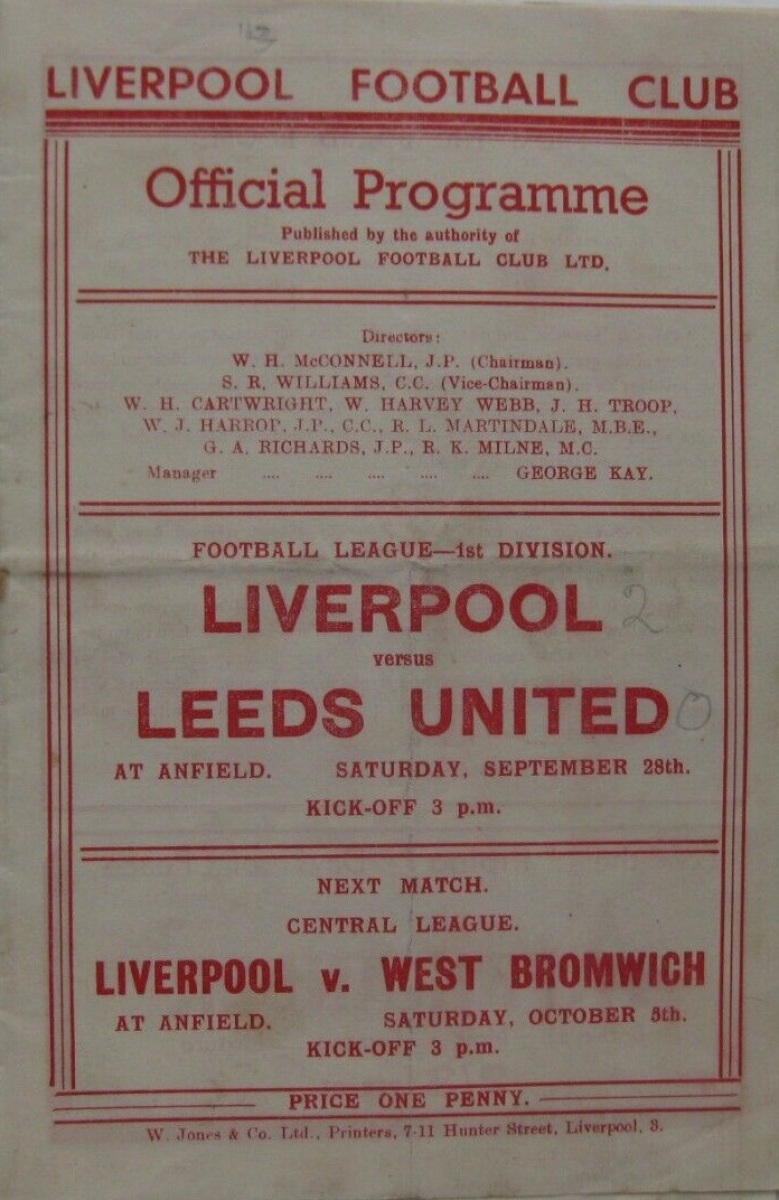 LIVERPOOL FOOTBALL CLUB
Official Programme
Published by the authority of
THE LIVERPOOL FOOTBALL CLUB LTD.
Directors:
W. H. McCONNELL, J.P. (Chairman).
S. R. WILLIAMS, C.C. (Vice-Chairman).
W. H. CARTWRIGHT, W. HARVEY WEBB, J. H. TROOP,
W. J. HARROP, J.P., C.C., R. L. MARTINDALE, M.B.E.,
G. A. RICHARDS, J.P., R. K. MILNE, M.C.
Manager .... .... .... .... .... GEORGE KAY.
FOOTBALL LEAGUE—1st DIVISION.
LIVERPOOL 2
versus
LEEDS UNITED 0
AT ANFIELD. SATURDAY, SEPTEMBER 28th.
KICK-OFF 3 p.m.
NEXT MATCH.
CENTRAL LEAGUE.
LIVERPOOL v. WEST BROMWICH
AT ANFIELD. SATURDAY, OCTOBER 5th.
KICK-OFF 3 p.m.
PRICE ONE PENNY.
W. Jones & Co. Ltd., Printers, 7-11 Hunter Street, Liverpool, 3.